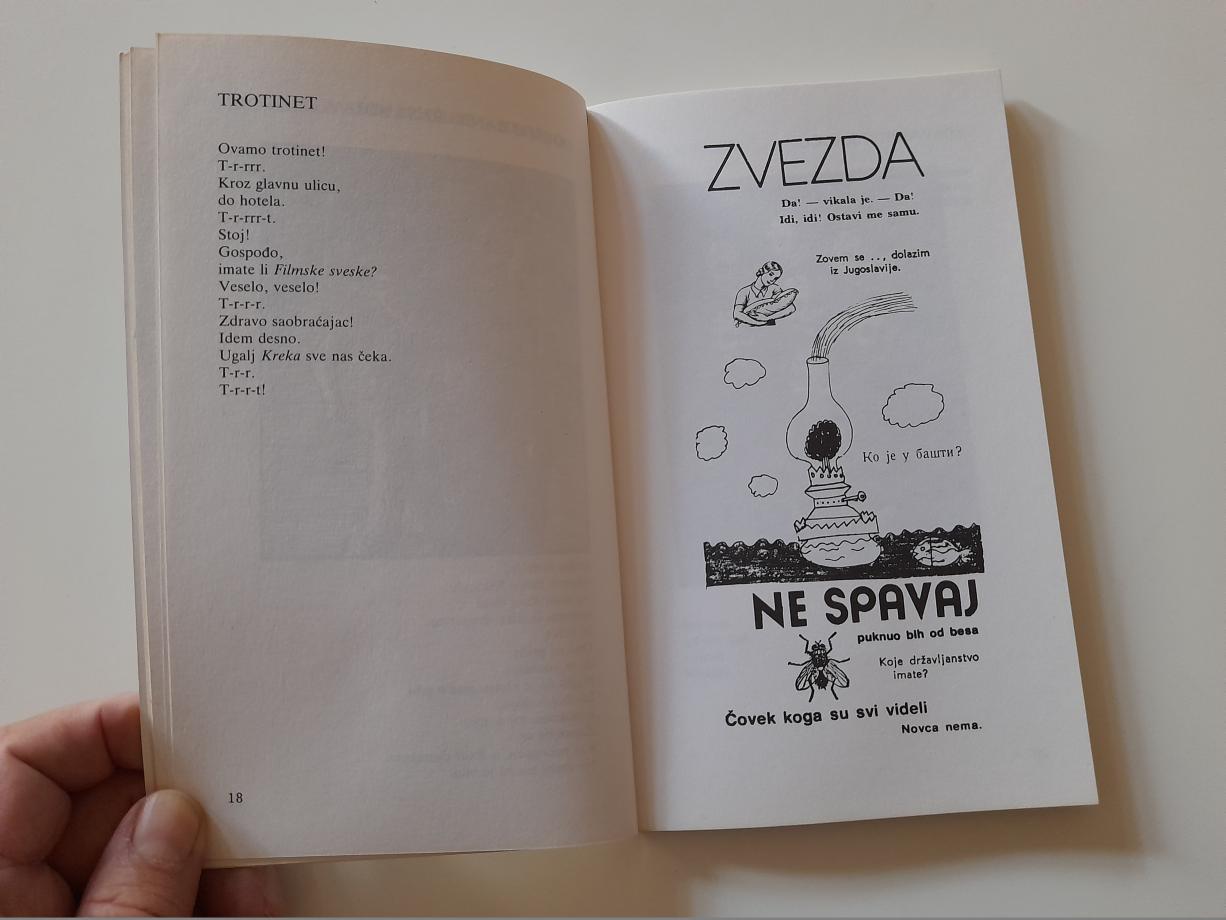 TROTINET
Ovamo trotinet!
T-r-rrr.
Kroz glavnu ulicu,
do hotela.
T-r-rrr-t.
Stoj!
Gospođo,
imate li Filmske sveske?
Veselo, veselo!
T-r-r-r.
Zdravo saobraćajac!
Idem desno.
Ugalj Kreka sve nas čeka.
T-r-r.
T-r-r-t!
18
ZVEZDA
Da! — vikala je. — Da!
Idi, idi! Ostavi me samu.
Zovem se . ., dolazim
iz Jugoslavije.
Ко је у башти?
NE SPAVAJ
puknuo bih od besa
Koje državljanstvo
imate?
Čovek koga su svi videli
Novca nema.